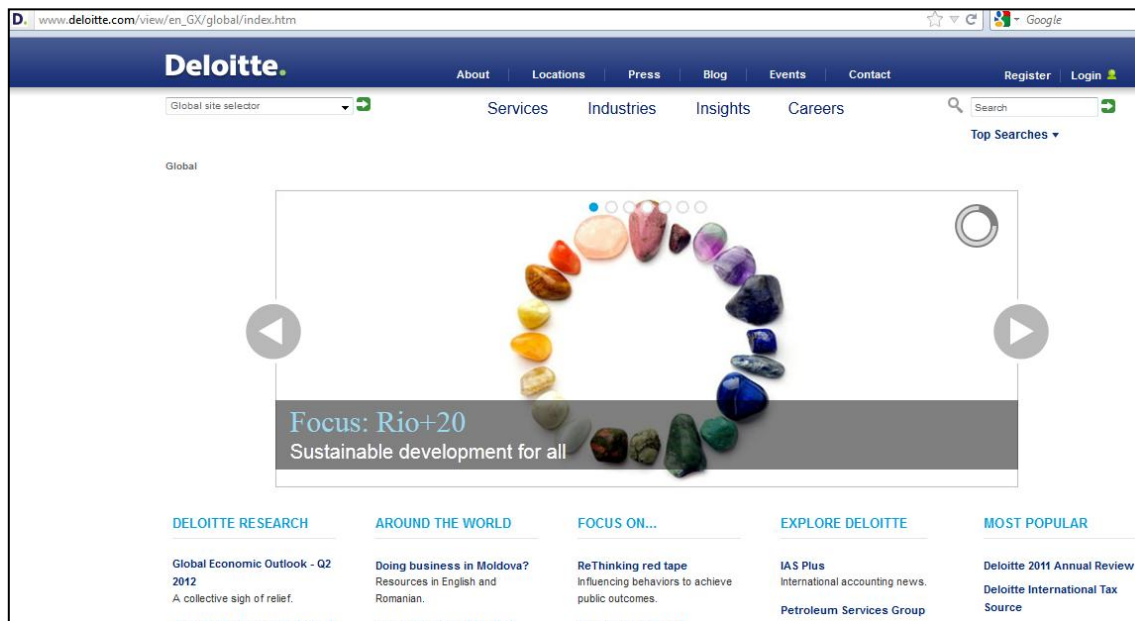 D. www.deloitte.com/view/en_GX/global/index.htm Google
Deloitte.
About Locations Press Blog Events Contact Register Login
Global site selector Services Industries Insights Careers Search
Top Searches
Global
Focus: Rio+20
Sustainable development for all
DELOITTE RESEARCH
Global Economic Outlook - Q2
2012
A collective sigh of relief.
AROUND THE WORLD
Doing business in Moldova?
Resources in English and
Romanian.
FOCUS ON...
ReThinking red tape
Influencing behaviors to achieve
public outcomes.
EXPLORE DELOITTE
IAS Plus
International accounting news.
Petroleum Services Group
MOST POPULAR
Deloitte 2011 Annual Review
Deloitte International Tax
Source